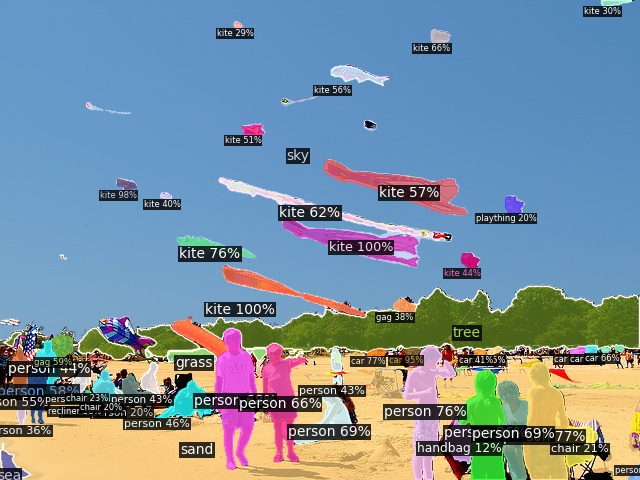 kite 30%
kite 29%
kite 66%
kite 56%
kite 51%
sky
kite 98%
kite 57%
kite 40%
kite 62%
plything 20%
kite 100%
kite 76%
kite 44%
kite 100%
gag 38%
tree
gag 59%
grass
car 77%
car 95%
car 41%
5%
car
car 66%
person 44%
person 58%
person 43%
person 43%
chair 23%
chair 20%
person 66%
person 76%
person 46%
person 36%
person 69%
person 69%
77%
sand
handbag 12%
chair 21%
sea